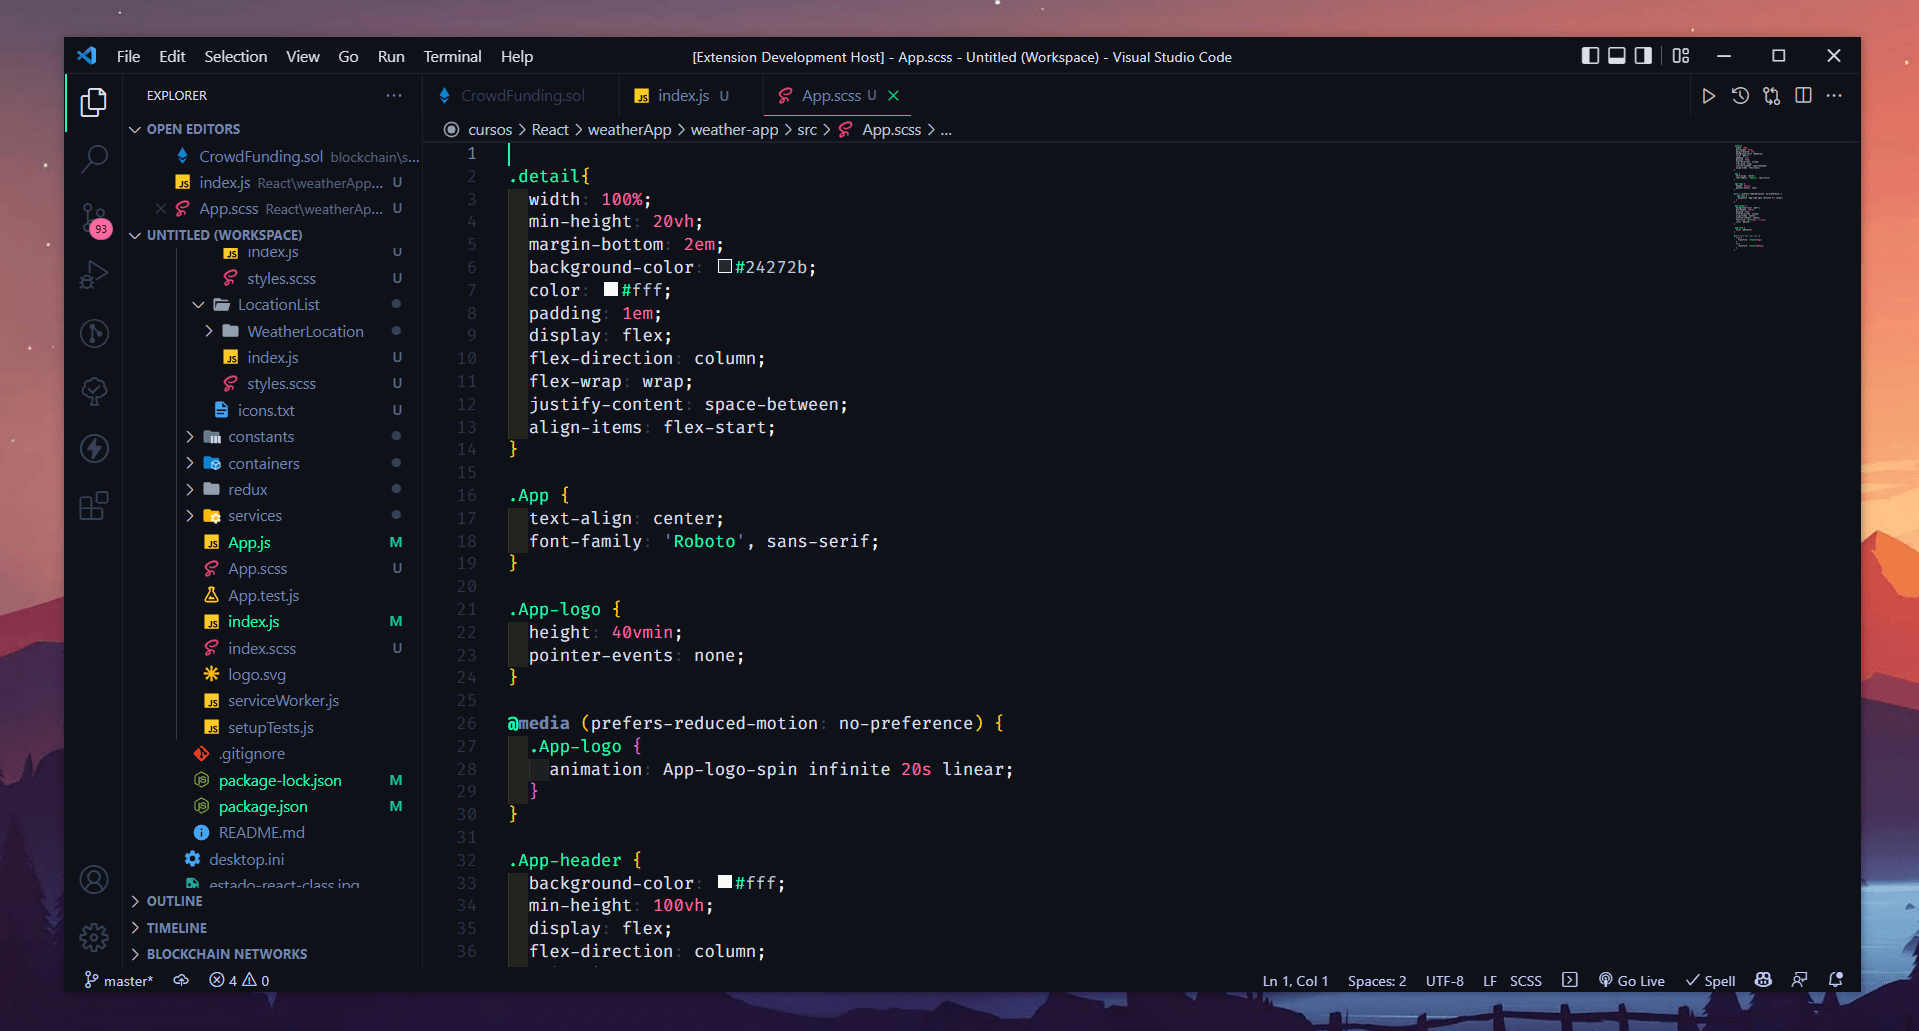 File Edit Selection View Go Run Terminal Help
[Extension Development Host] - App.scss - Untitled (Workspace) - Visual Studio Code
EXPLORER
OPEN EDITORS
CrowdFunding.sol blockchain\s...
index.js React\weatherApp... U
App.scss React\weatherAp... U
93
UNTITLED (WORKSPACE)
index.js U
styles.scss U
LocationList
WeatherLocation
index.js U
styles.scss U
icons.txt U
constants
containers
redux
services
App.js M
App.scss U
App.test.js
index.js M
index.scss U
logo.svg
serviceWorker.js
setupTests.js
.gitignore
package-lock.json M
package.json M
README.md
desktop.ini
estado-react-class.jpg
OUTLINE
TIMELINE
BLOCKCHAIN NETWORKS
CrowdFunding.sol
index.js U
App.scss U
cursos > React > weatherApp > weather-app > src > App.scss > ...
1
2 .detail{
3 width: 100%;
4 min-height: 20vh;
5 margin-bottom: 2em;
6 background-color: #24272b;
7 color: #fff;
8 padding: 1em;
9 display: flex;
10 flex-direction: column;
11 flex-wrap: wrap;
12 justify-content: space-between;
13 align-items: flex-start;
14 }
15
16 .App {
17 text-align: center;
18 font-family: 'Roboto', sans-serif;
19 }
20
21 .App-logo {
22 height: 40vmin;
23 pointer-events: none;
24 }
25
26 @media (prefers-reduced-motion: no-preference) {
27 .App-logo {
28 animation: App-logo-spin infinite 20s linear;
29 }
30 }
31
32 .App-header {
33 background-color: #fff;
34 min-height: 100vh;
35 display: flex;
36 flex-direction: column;
master* 4 0
Ln 1, Col 1 Spaces: 2 UTF-8 LF SCSS Go Live Spell